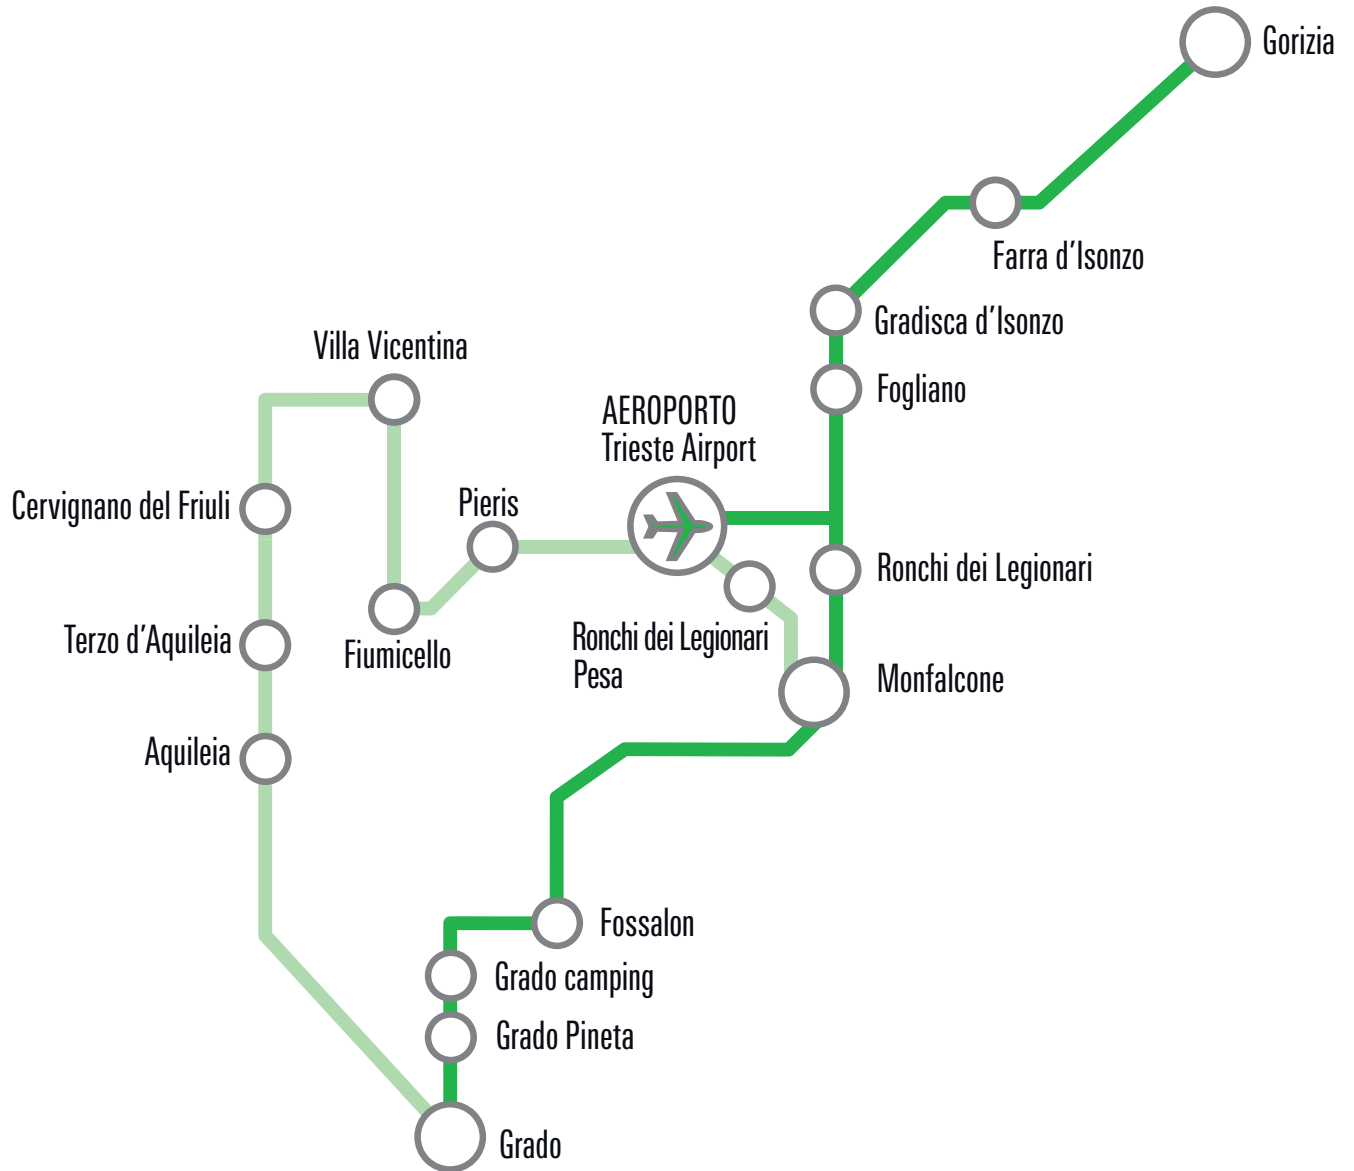 Gorizia
Farra d’Isonzo
Gradisca d’Isonzo
Villa Vicentina
Fogliano
AEROPORTO
Trieste Airport
Cervignano del Friuli
Pieris
Ronchi dei Legionari
Terzo d’Aquileia
Fiumicello
Ronchi dei Legionari
Pesa
Monfalcone
Aquileia
Fossalon
Grado camping
Grado Pineta
Grado